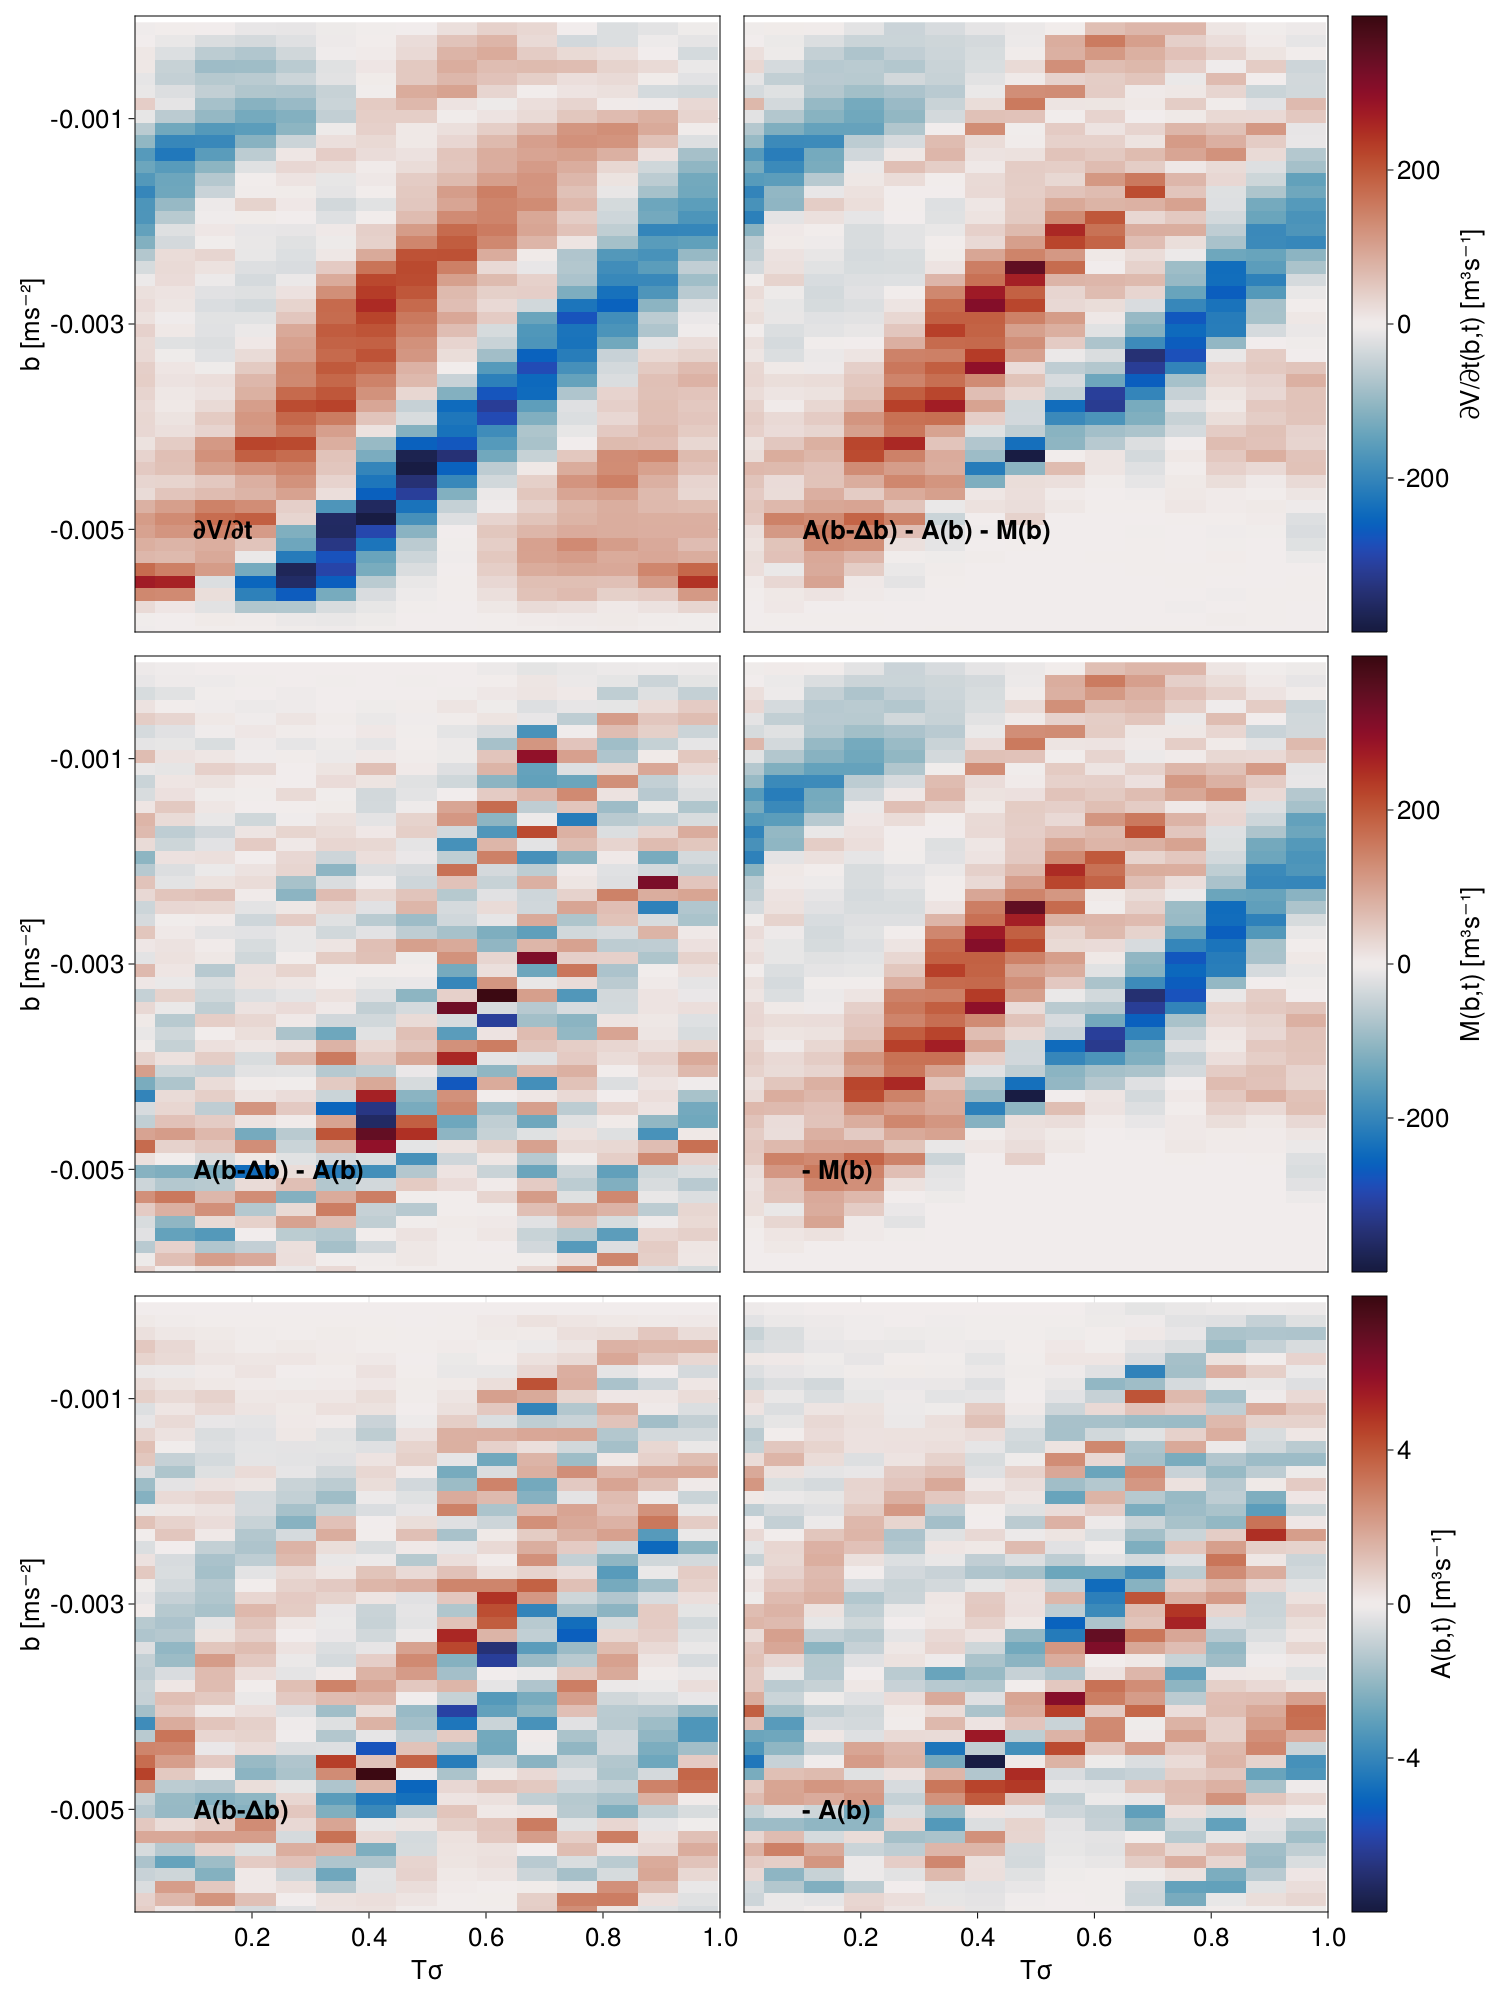 -0.001
-0.003
-0.005
b [ms⁻²]
∂V/∂t
A(b-Δb) - A(b) - M(b)
200
0
-200
∂V/∂t(b,t) [m³s⁻¹]
-0.001
-0.003
-0.005
b [ms⁻²]
A(b-Δb) - A(b)
- M(b)
200
0
-200
M(b,t) [m³s⁻¹]
-0.001
-0.003
-0.005
b [ms⁻²]
A(b-Δb)
- A(b)
4
0
-4
A(b,t) [m³s⁻¹]
0.2 0.4 0.6 0.8 1.0
0.2 0.4 0.6 0.8 1.0
Tσ
Tσ